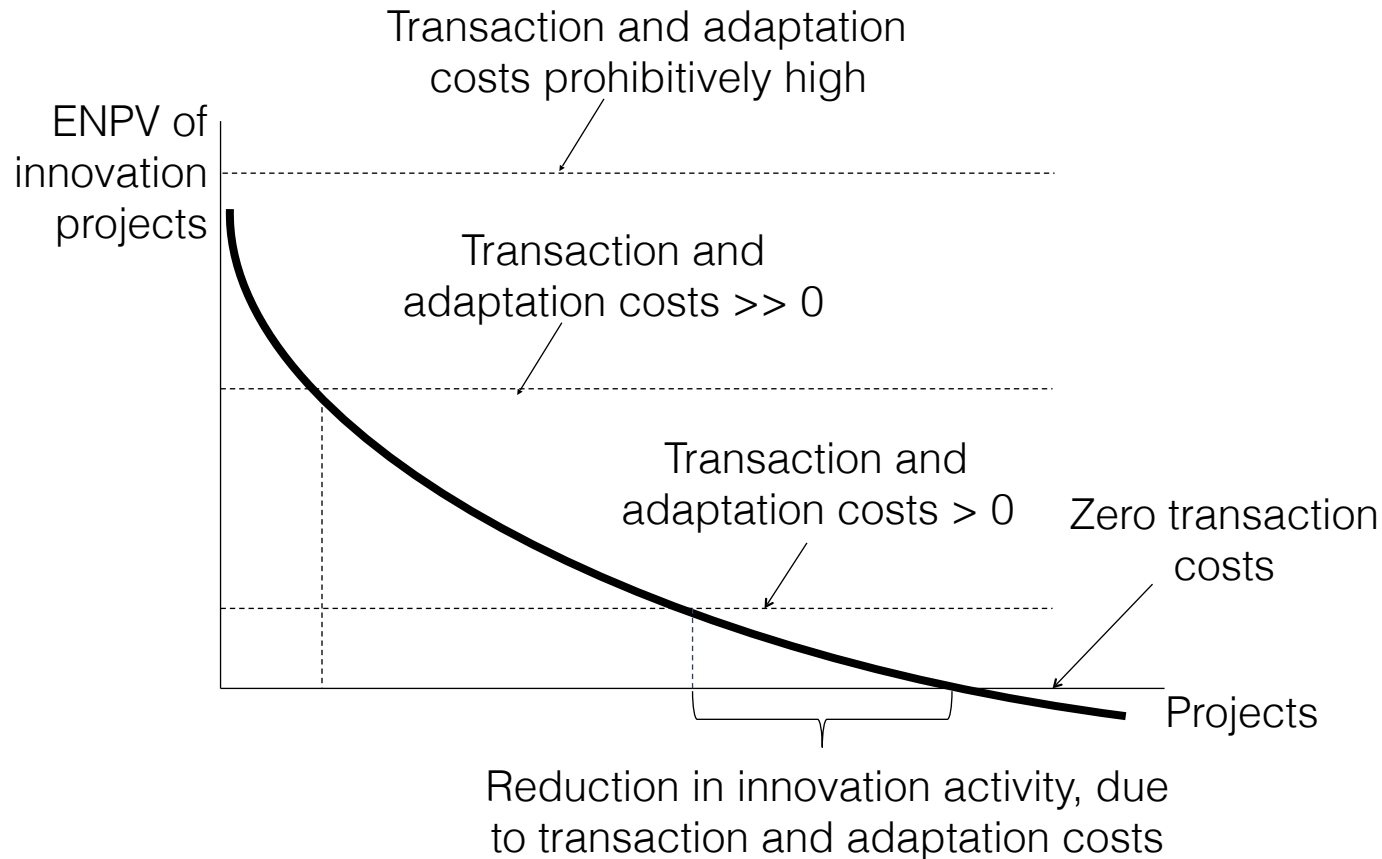 Transaction and adaptation
costs prohibitively high
ENPV of
innovation
projects
Transaction and
adaptation costs >> 0
Transaction and
adaptation costs > 0
Zero transaction
costs
Projects
Reduction in innovation activity, due
to transaction and adaptation costs